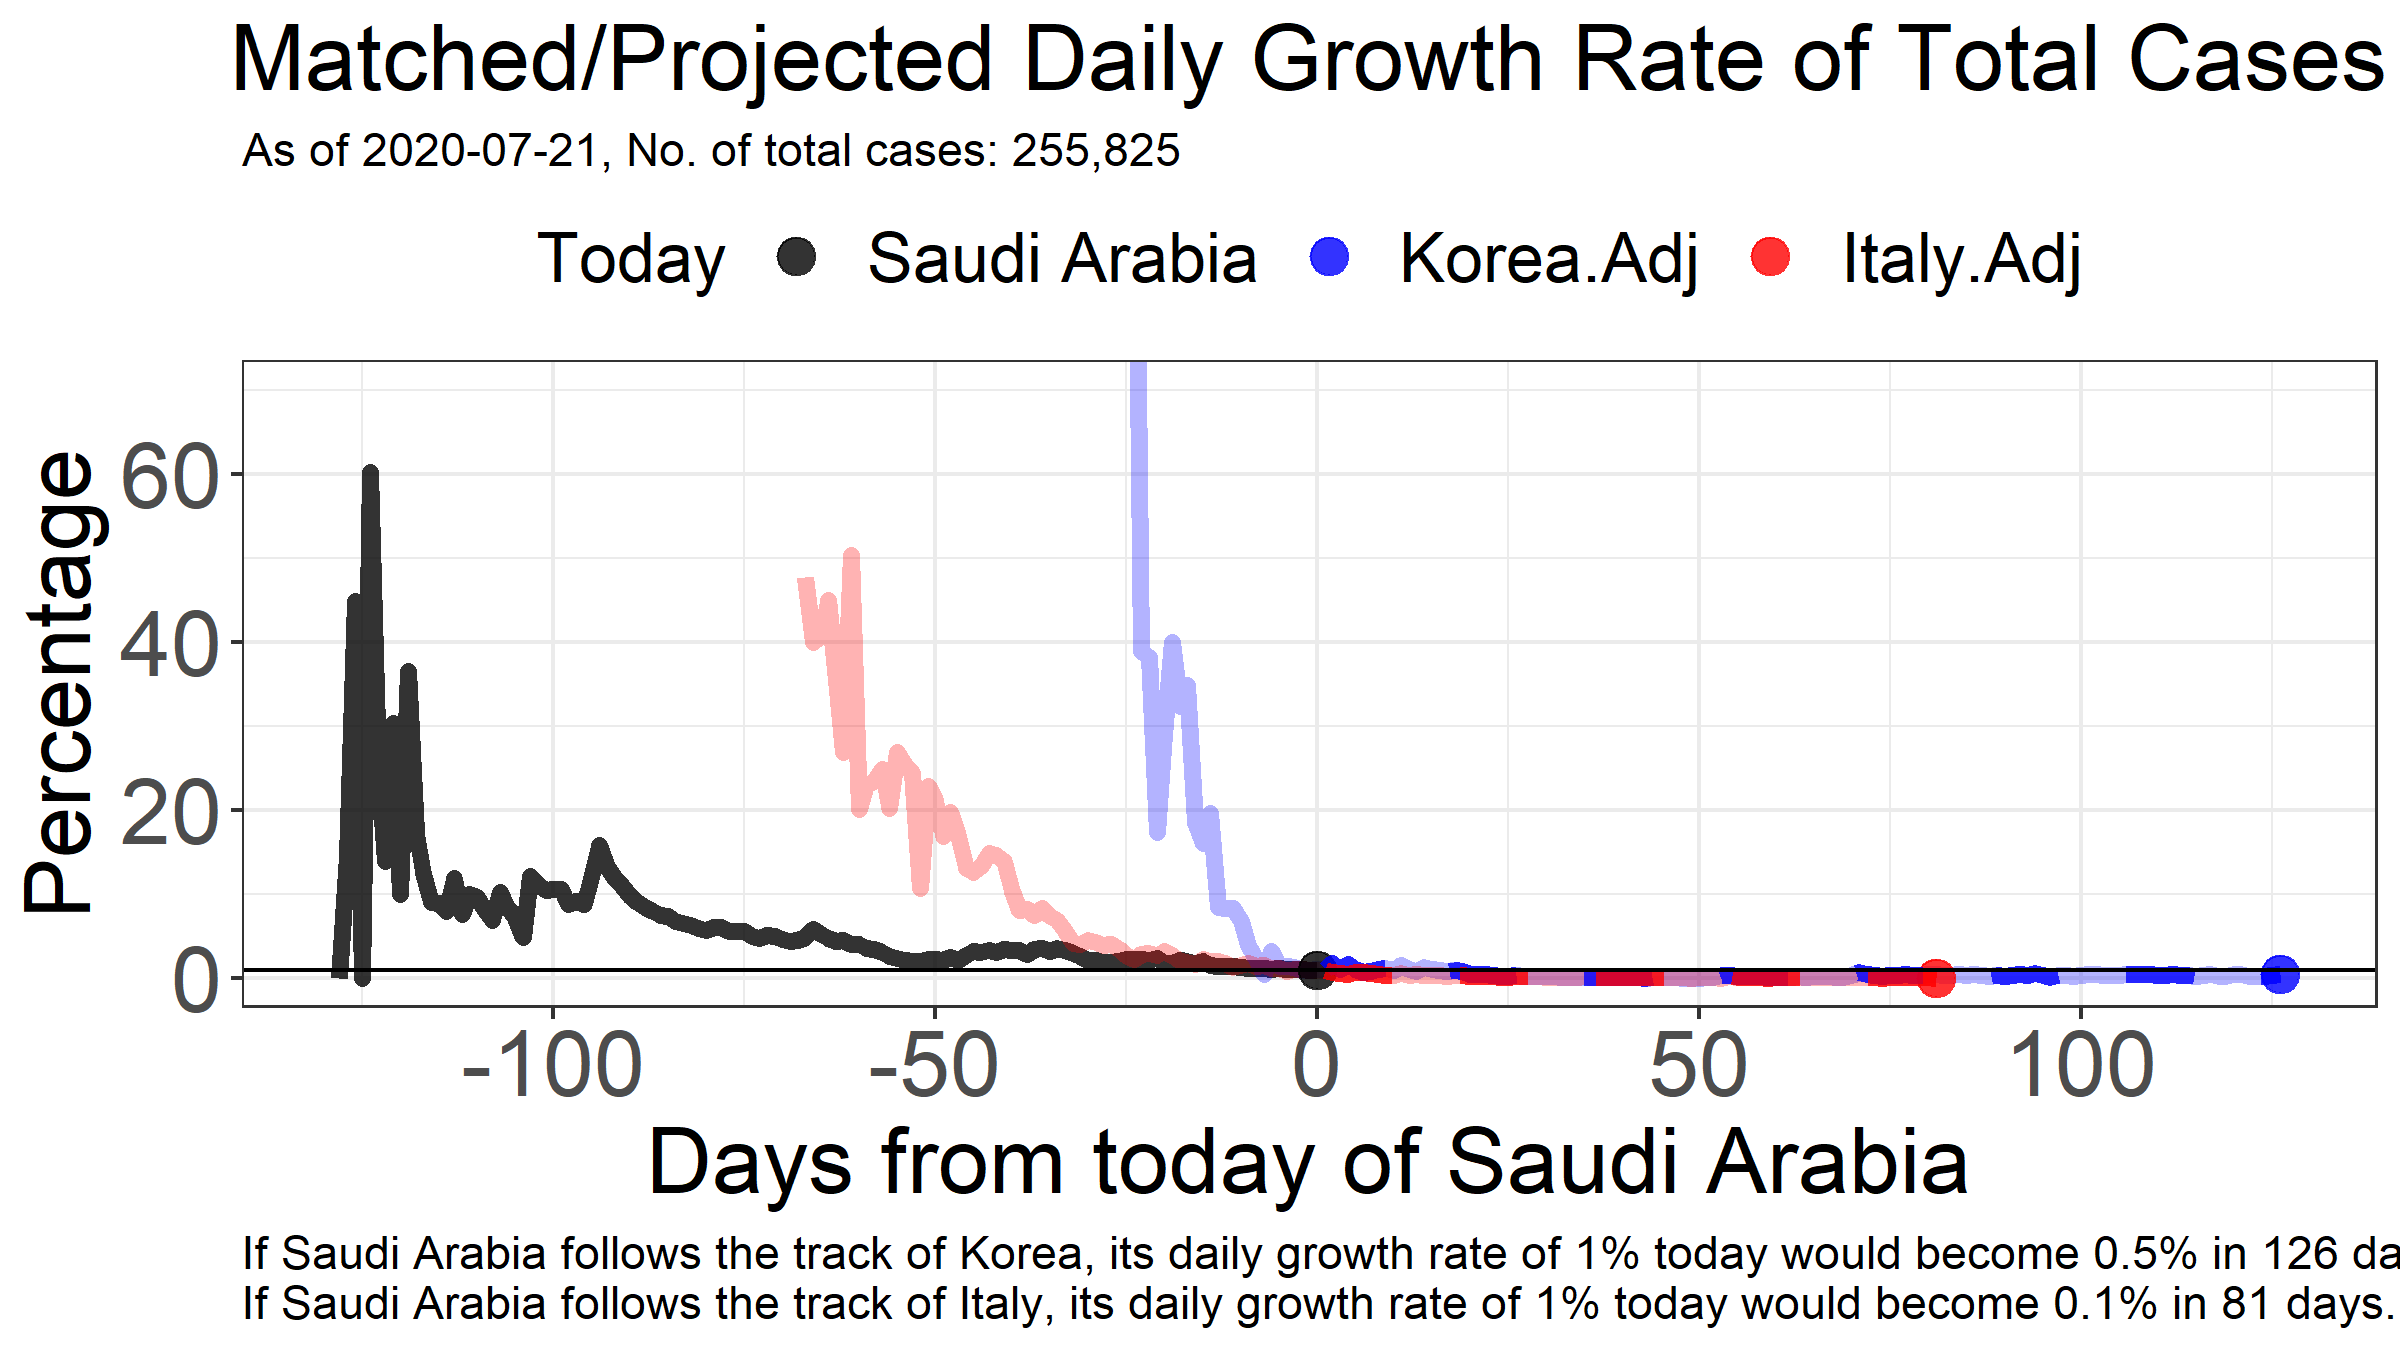 Matched/Projected Daily Growth Rate of Total Cases
As of 2020-07-21, No. of total cases: 255,825
Today Saudi Arabia Korea.Adj Italy.Adj
Percentage
60
40
20
0
-100 -50 0 50 100
Days from today of Saudi Arabia
If Saudi Arabia follows the track of Korea, its daily growth rate of 1% today would become 0.5% in 126 da
If Saudi Arabia follows the track of Italy, its daily growth rate of 1% today would become 0.1% in 81 days.